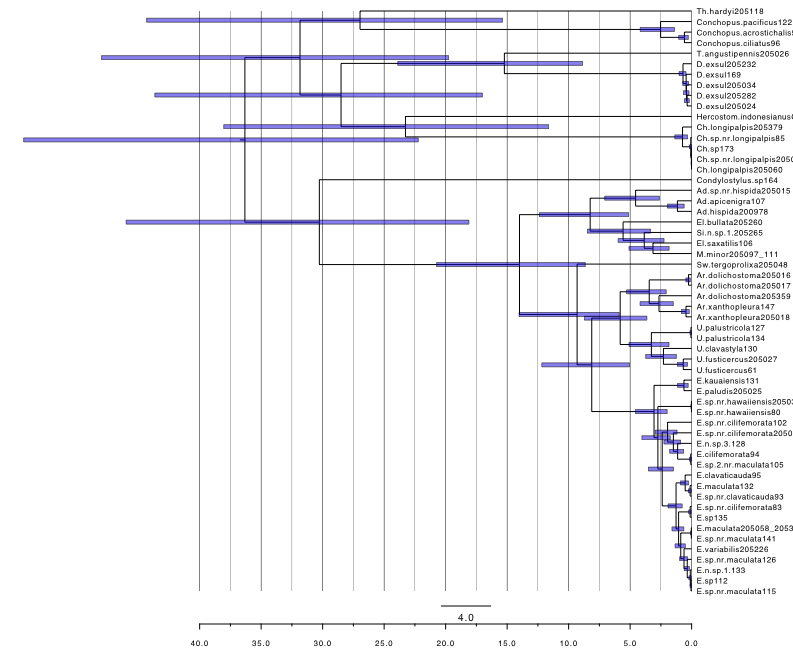 Th.hardyi205118
Conchopus.pacificus122
Conchopus.acrostichalis
Conchopus.ciliatus96
T.angustipennis205026
D.exsul205232
D.exsul169
D.exsul205034
D.exsul205282
D.exsul205024
Hercostom.indonesianus
Ch.longipalpis205379
Ch.sp.nr.longipalpis85
Ch.sp173
Ch.sp.nr.longipalpis205
Ch.longipalpis205060
Condylostylus.sp164
Ad.sp.nr.hispida205015
Ad.apicenigra107
Ad.hispida200978
El.bullata205260
Si.n.sp.1.205265
El.saxatilis106
M.minor205097_111
Sw.tergoprolixa205048
Ar.dolichostoma205016
Ar.dolichostoma205017
Ar.dolichostoma205359
Ar.xanthopleura147
Ar.xanthopleura205018
U.palustricola127
U.palustricola134
U.clavastyla130
U.fusticercus205027
U.fusticercus61
E.kauaiensis131
E.paludis205025
E.sp.nr.hawaiiensis2050
E.sp.nr.hawaiiensis80
E.sp.nr.cilifemorata102
E.sp.nr.cilifemorata2050
E.n.sp.3.128
E.cilifemorata94
E.sp.2.nr.maculata105
E.clavaticauda95
E.maculata132
E.sp.nr.clavaticauda93
E.sp.nr.cilifemorata83
E.sp135
E.maculata205058_2053
E.sp.nr.maculata141
E.variabilis205226
E.sp.nr.maculata126
E.n.sp.1.133
E.sp112
E.sp.nr.maculata115
4.0
40.0 35.0 30.0 25.0 20.0 15.0 10.0 5.0 0.0